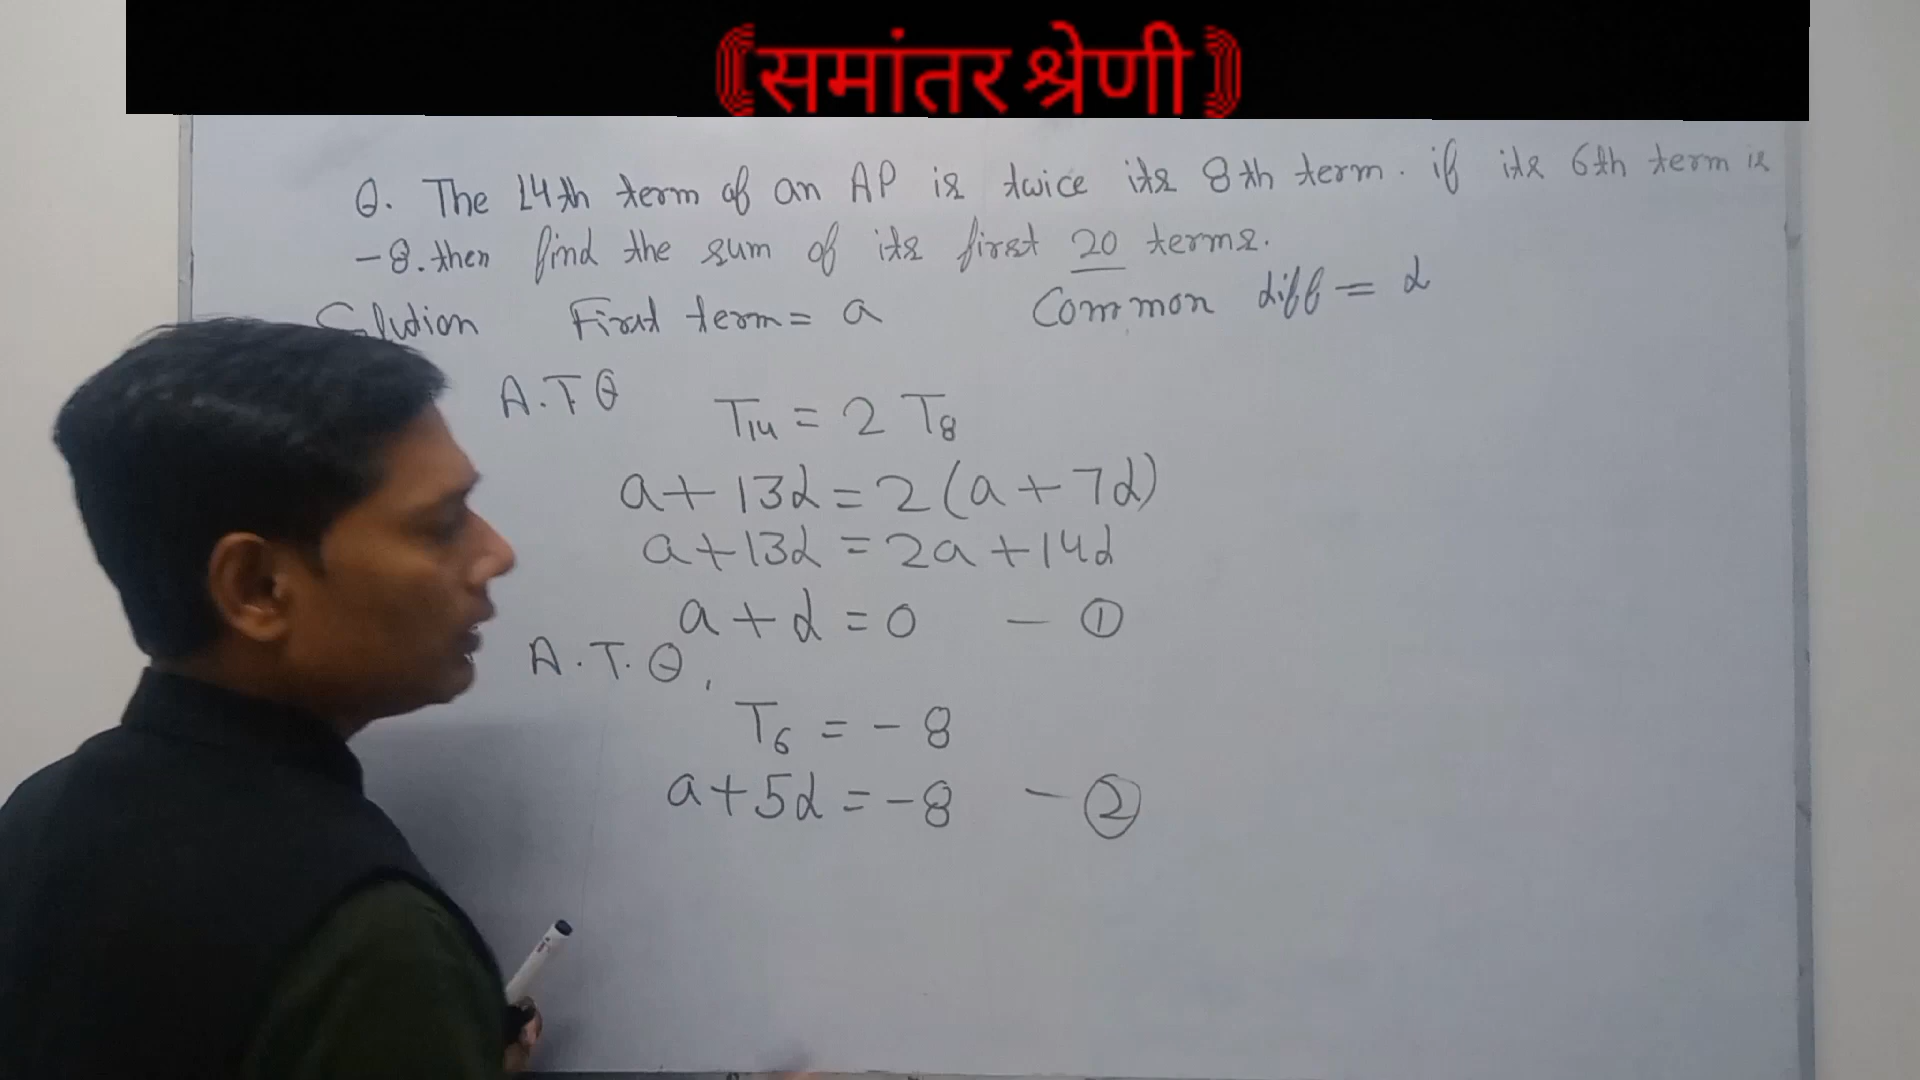 समांतर श्रेणी
Q. The 14th term of an AP is twice its 8th term. if its 6th term is
-8. then find the sum of its first 20 terms.
Solution First term = a Common diff = d
A.T Q
T14 = 2 T8
a + 13d = 2 (a + 7d)
a + 13d = 2a + 14d
a + d = 0 — ①
A.T.Q,
T6 = - 8
a + 5d = - 8 — ②